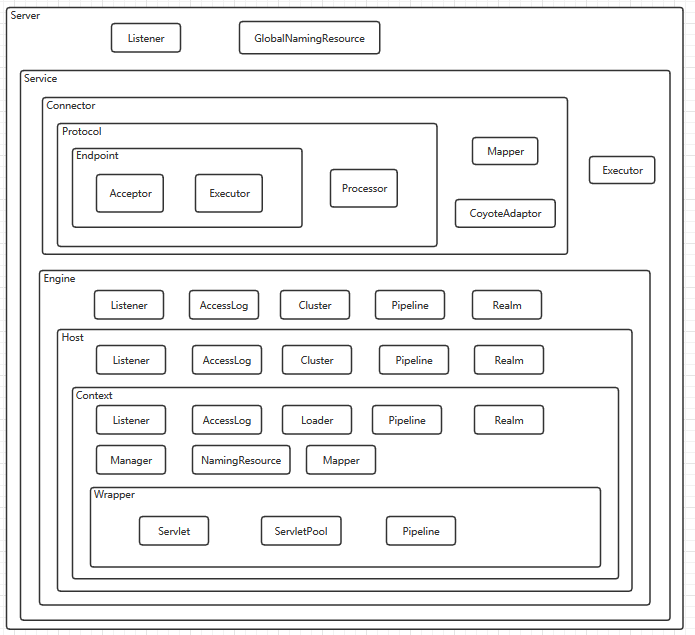 Server
Listener
GlobalNamingResource
Service
Connector
Protocol
Endpoint
Acceptor
Executor
Processor
Mapper
CoyoteAdaptor
Executor
Engine
Listener
AccessLog
Cluster
Pipeline
Realm
Host
Listener
AccessLog
Cluster
Pipeline
Realm
Context
Listener
AccessLog
Loader
Pipeline
Realm
Manager
NamingResource
Mapper
Wrapper
Servlet
ServletPool
Pipeline